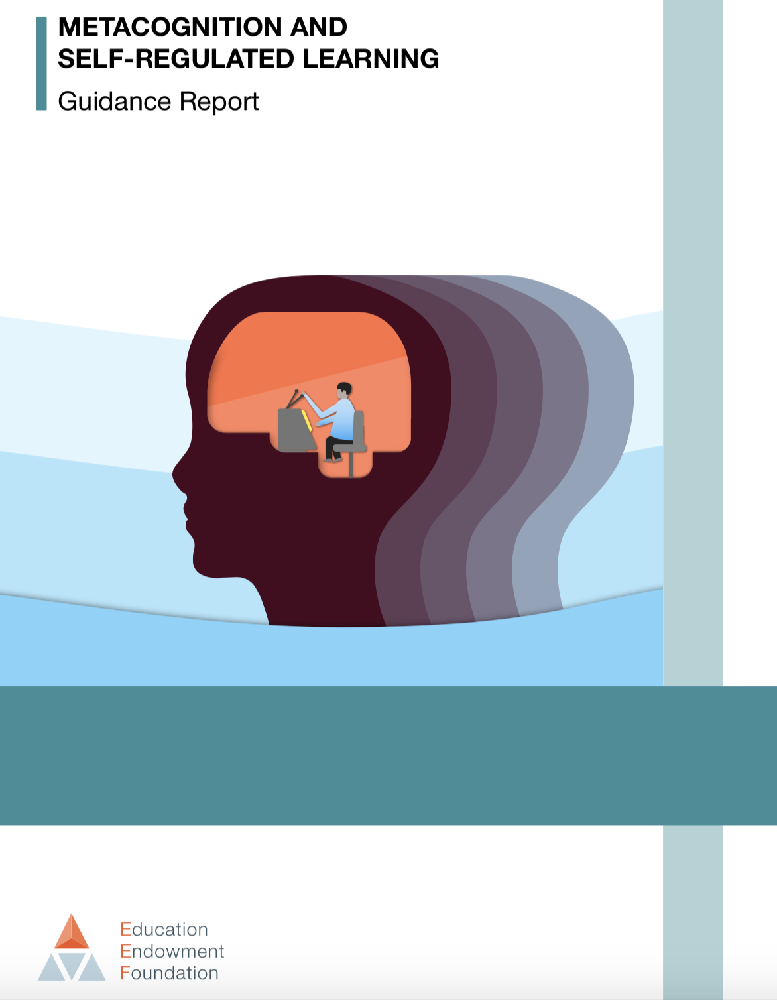 METACOGNITION AND
SELF-REGULATED LEARNING
Guidance Report
Education
Endowment
Foundation